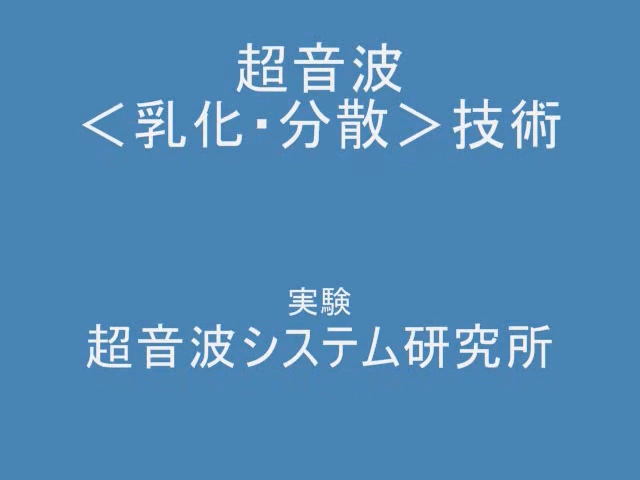 超音波
＜乳化・分散＞技術
実験
超音波システム研究所